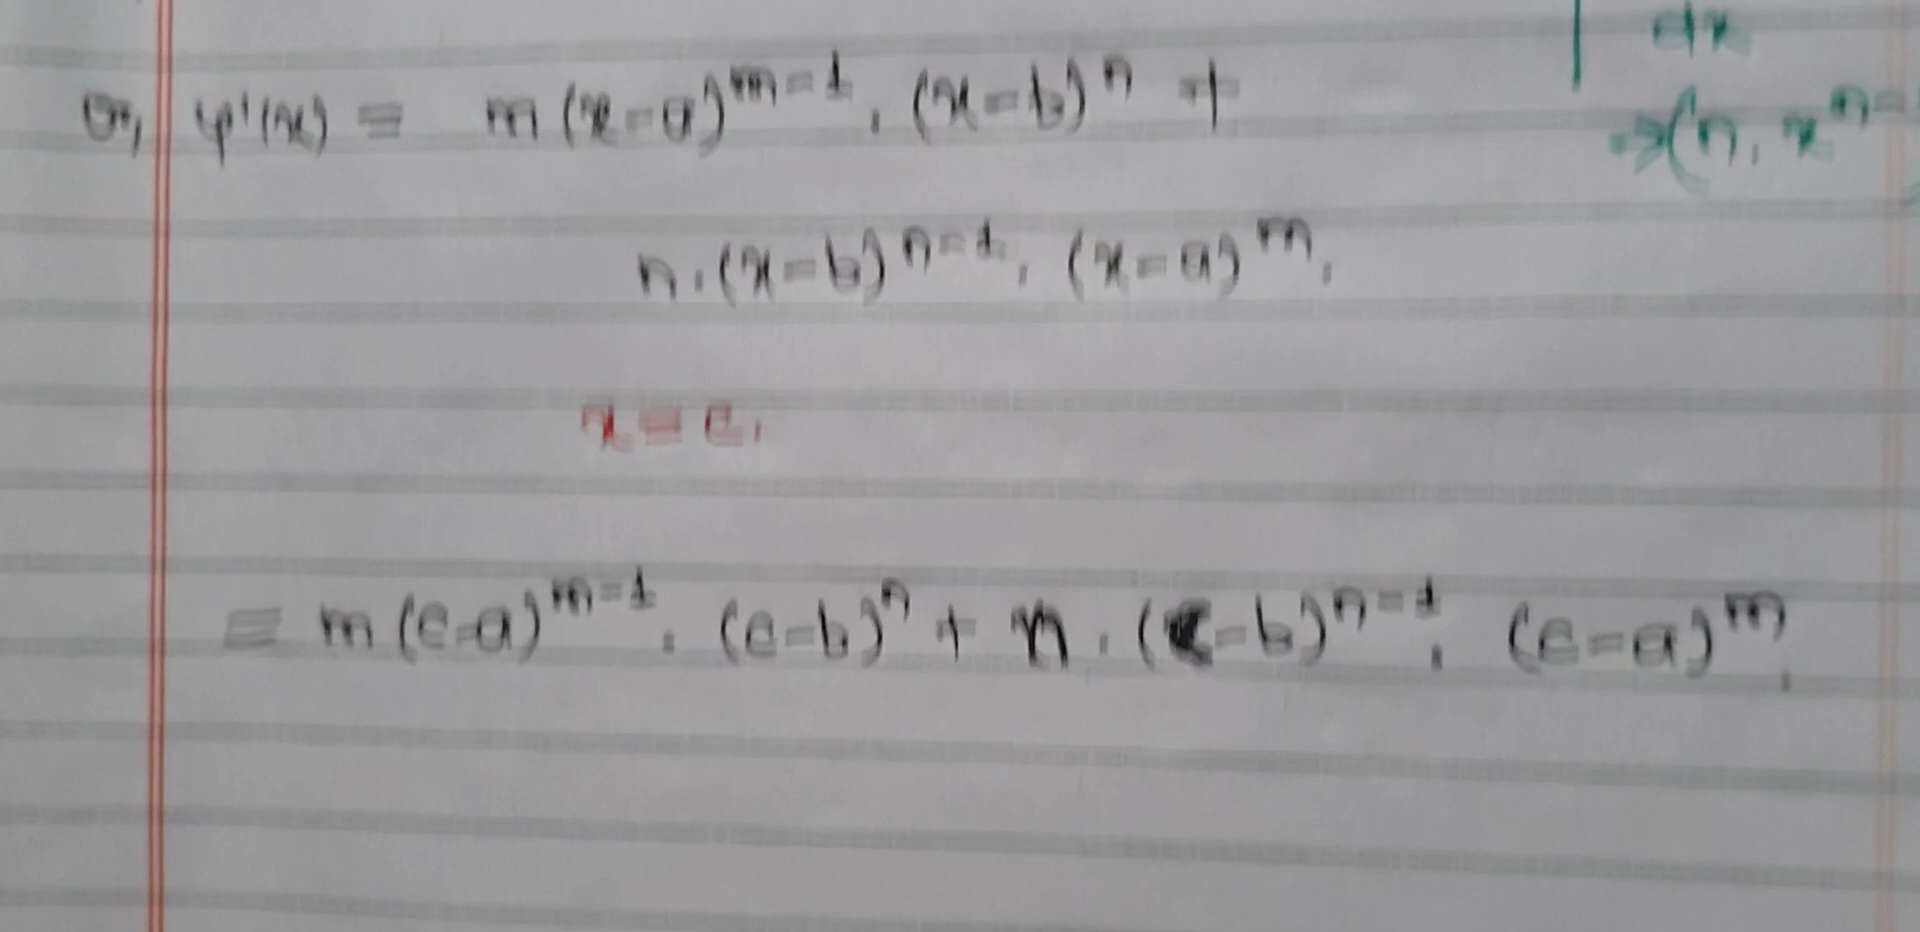 or, φ'(x) = m(x-a)^{m-1} . (x-b)^n +
n.(x-b)^{n-1} . (x-a)^m.
x = c.
= m(c-a)^{m-1} . (c-b)^n + n . (c-b)^{n-1} . (c-a)^m.
dx
⇒(n. x^{n-